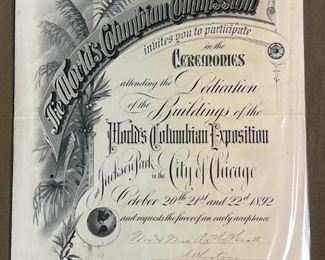 The World's Columbian Commission
invites you to participate
in the
Ceremonies
attending the Dedication
of the Buildings of the
World's Columbian Exposition
Jackson Park in the City of Chicago
October 20th 21st and 22nd 1892
and requests the favor of an early acceptance.
Mr & Mrs